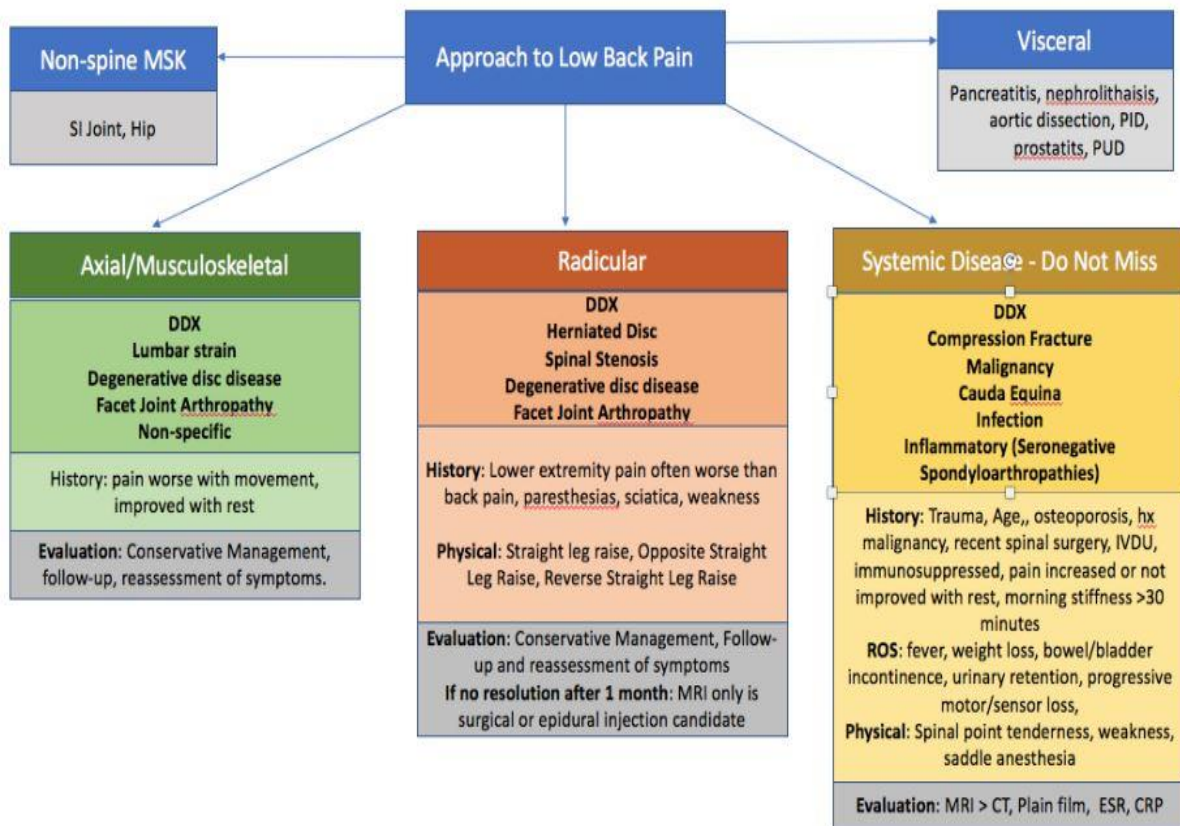 Approach to Low Back Pain
Non-spine MSK
SI Joint, Hip
Visceral
Pancreatitis, nephrolithaisis,
aortic dissection, PID,
prostatits, PUD
Axial/Musculoskeletal
DDX
Lumbar strain
Degenerative disc disease
Facet Joint Arthropathy
Non-specific
History: pain worse with movement,
improved with rest
Evaluation: Conservative Management,
follow-up, reassessment of symptoms.
Radicular
DDX
Herniated Disc
Spinal Stenosis
Degenerative disc disease
Facet Joint Arthropathy
History: Lower extremity pain often worse than
back pain, paresthesias, sciatica, weakness
Physical: Straight leg raise, Opposite Straight
Leg Raise, Reverse Straight Leg Raise
Evaluation: Conservative Management, Follow-
up and reassessment of symptoms
If no resolution after 1 month: MRI only is
surgical or epidural injection candidate
Systemic Disease - Do Not Miss
DDX
Compression Fracture
Malignancy
Cauda Equina
Infection
Inflammatory (Seronegative
Spondyloarthropathies)
History: Trauma, Age,, osteoporosis, hx
malignancy, recent spinal surgery, IVDU,
immunosuppressed, pain increased or not
improved with rest, morning stiffness >30
minutes
ROS: fever, weight loss, bowel/bladder
incontinence, urinary retention, progressive
motor/sensor loss,
Physical: Spinal point tenderness, weakness,
saddle anesthesia
Evaluation: MRI > CT, Plain film, ESR, CRP